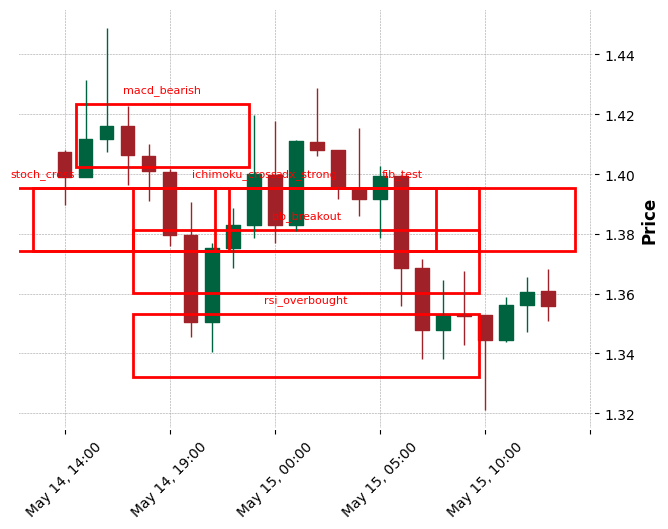 macd_bearish
stoch_cross
fib_test
rsi_overbought
1.44
1.42
1.40
1.38
1.36
1.34
1.32
Price
May 14, 14:00
May 14, 19:00
May 15, 00:00
May 15, 05:00
May 15, 10:00